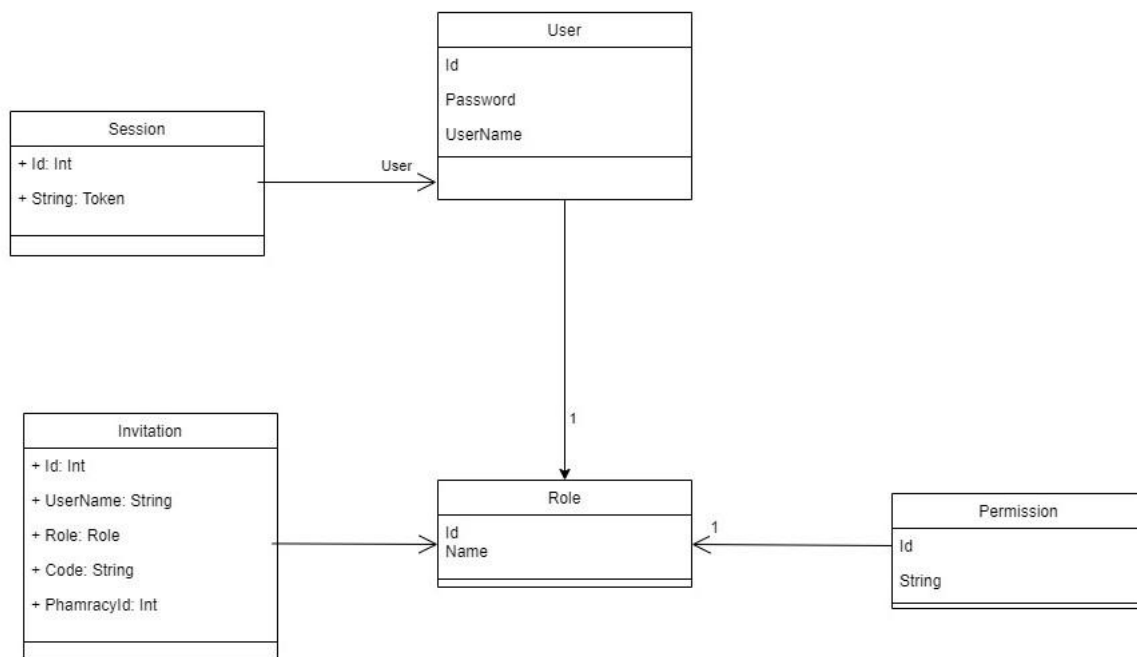 User
Id
Password
UserName
Session
+ Id: Int
+ String: Token
User
1
Invitation
+ Id: Int
+ UserName: String
+ Role: Role
+ Code: String
+ PhamracyId: Int
Role
Id
Name
1
Permission
Id
String